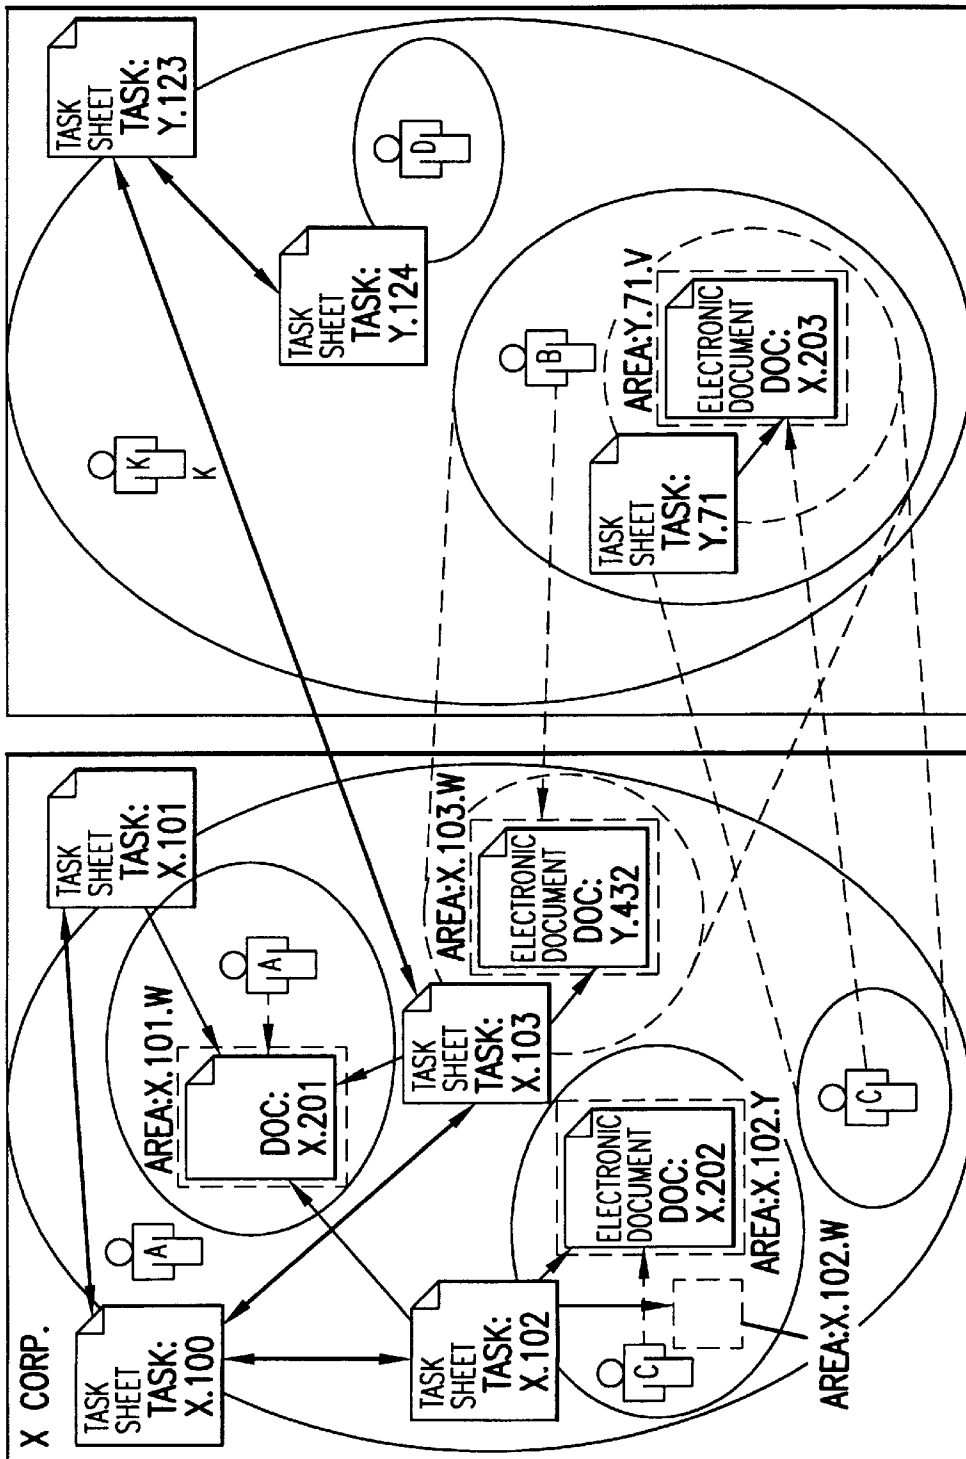 X CORP.
TASK
SHEET
TASK:
X.100
A
AREA:X.101.W
DOC:
X.201
A
TASK
SHEET
TASK:
X.101
TASK
SHEET
TASK:
X.102
C
AREA:X.102.W
ELECTRONIC
DOCUMENT
DOC:
X.202
AREA:X.102.Y
TASK
SHEET
TASK:
X.103
AREA:X.103.W
ELECTRONIC
DOCUMENT
DOC:
Y.432
C
K
K
TASK
SHEET
TASK:
Y.123
TASK
SHEET
TASK:
Y.124
D
B
TASK
SHEET
TASK:
Y.71
AREA:Y.71.V
ELECTRONIC
DOCUMENT
DOC:
X.203